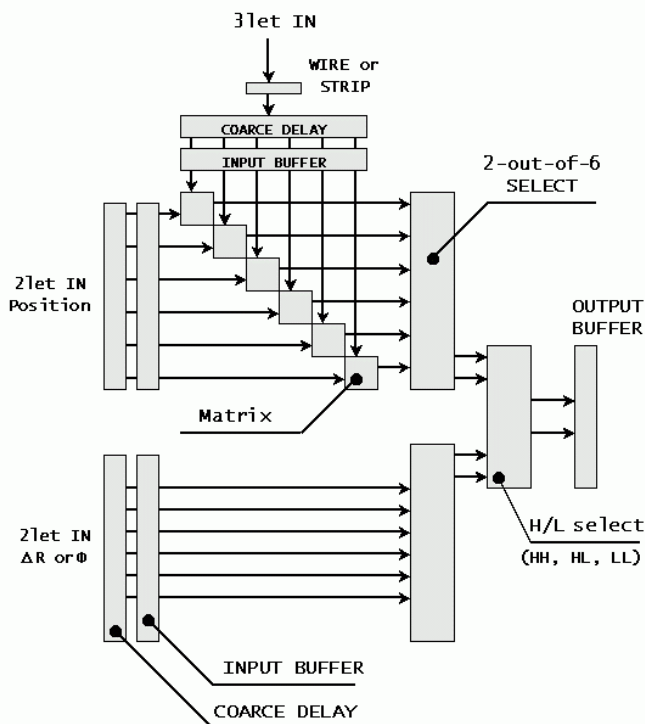 3let IN
WIRE or
STRIP
COARCE DELAY
INPUT BUFFER
2-out-of-6
SELECT
2let IN
Position
OUTPUT
BUFFER
Matrix
2let IN
ΔR orΦ
H/L select
(HH, HL, LL)
INPUT BUFFER
COARCE DELAY